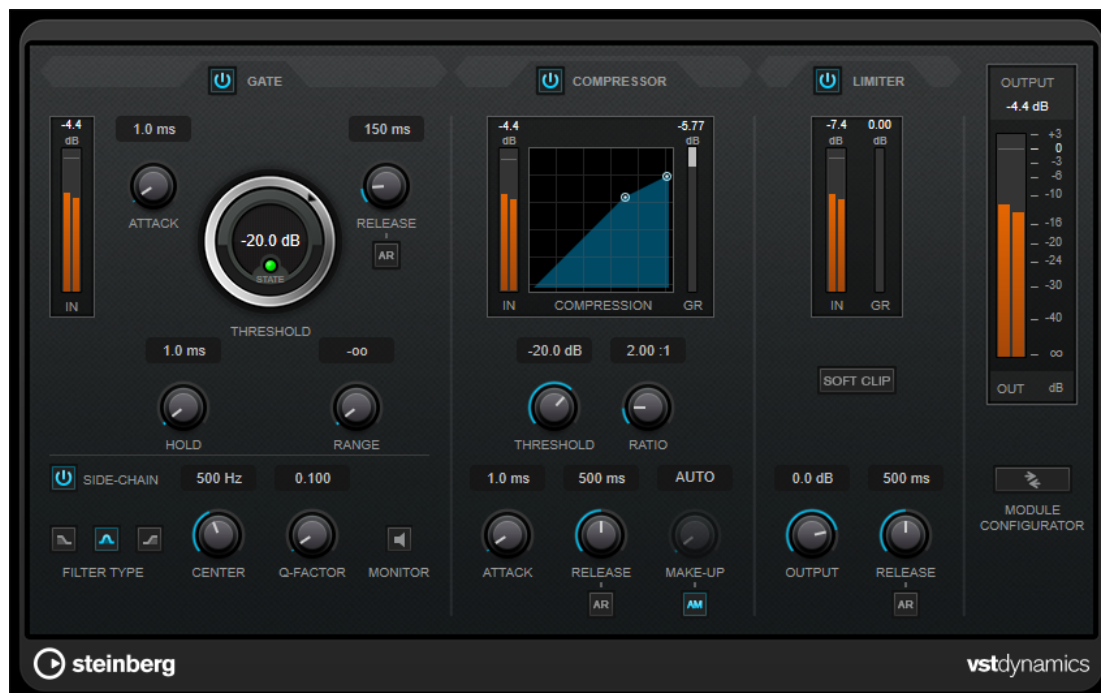 GATE
-4.4
dB
1.0 ms
150 ms
ATTACK
RELEASE
AR
-20.0 dB
STATE
IN
THRESHOLD
1.0 ms
-oo
HOLD
RANGE
SIDE-CHAIN
500 Hz
0.100
FILTER TYPE
CENTER
Q-FACTOR
MONITOR
COMPRESSOR
-4.4
dB
-5.77
dB
IN
COMPRESSION
GR
-20.0 dB
2.00 :1
THRESHOLD
RATIO
1.0 ms
500 ms
AUTO
ATTACK
RELEASE
MAKE-UP
AR
AM
LIMITER
-7.4
dB
0.00
dB
IN
GR
SOFT CLIP
0.0 dB
500 ms
OUTPUT
RELEASE
AR
OUTPUT
-4.4 dB
+3
0
-3
-6
-10
-16
-20
-24
-30
-40
oo
OUT
dB
MODULE
CONFIGURATOR
steinberg
vstdynamics